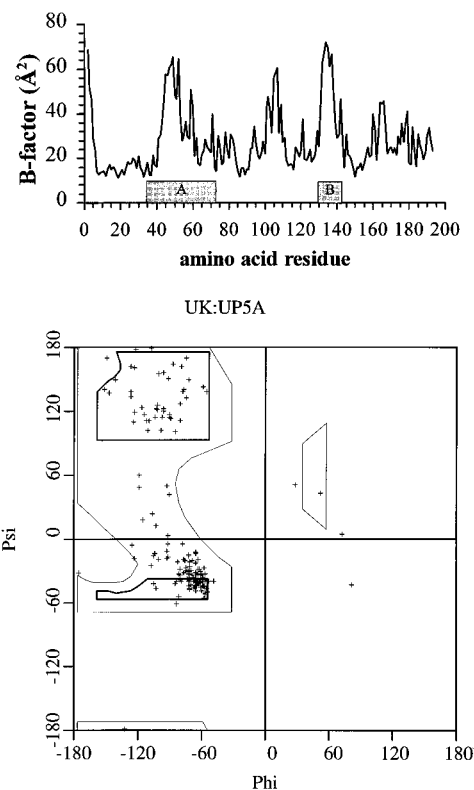 80
60
40
20
0
B-factor (Å²)
A
B
0 20 40 60 80 100 120 140 160 180 200
amino acid residue
UK:UP5A
180
120
60
0
-60
-120
-180
Psi
-180 -120 -60 0 60 120 180
Phi